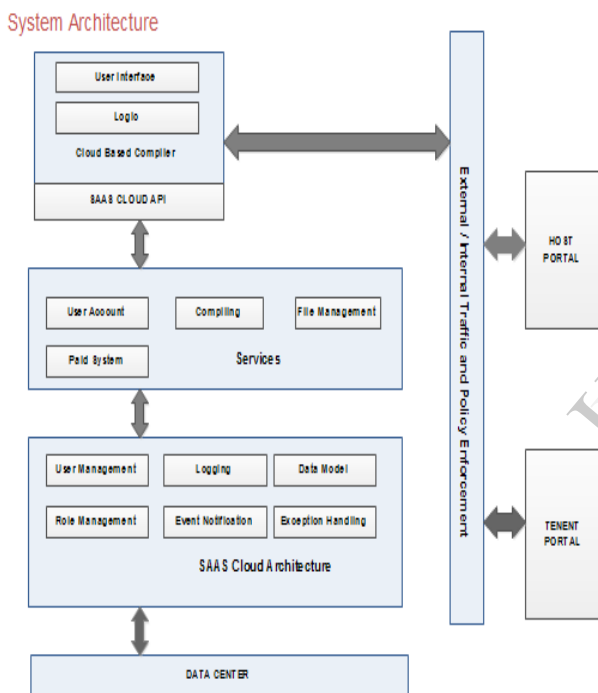 System Architecture
User Interface
Logio
Cloud Based Compiler
SAAS CLOUD API
User Account
Compiling
File Management
Paid System
Services
User Management
Logging
Data Model
Role Management
Event Notification
Exception Handling
SAAS Cloud Architecture
DATA CENTER
External / Internal Traffic and Policy Enforcement
HOST
PORTAL
TENENT
PORTAL